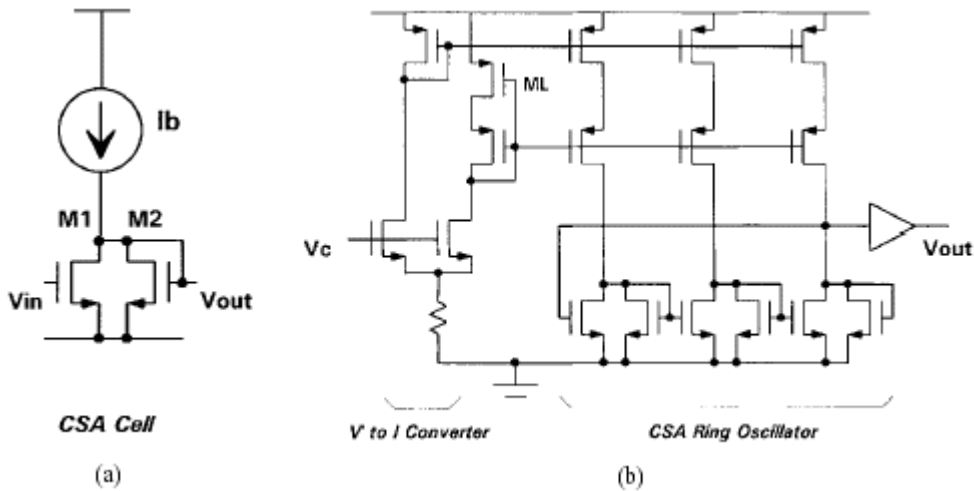 Ib
M1 M2
Vin Vout
CSA Cell
(a)
ML
Vc
Vout
V to I Converter
CSA Ring Oscillator
(b)